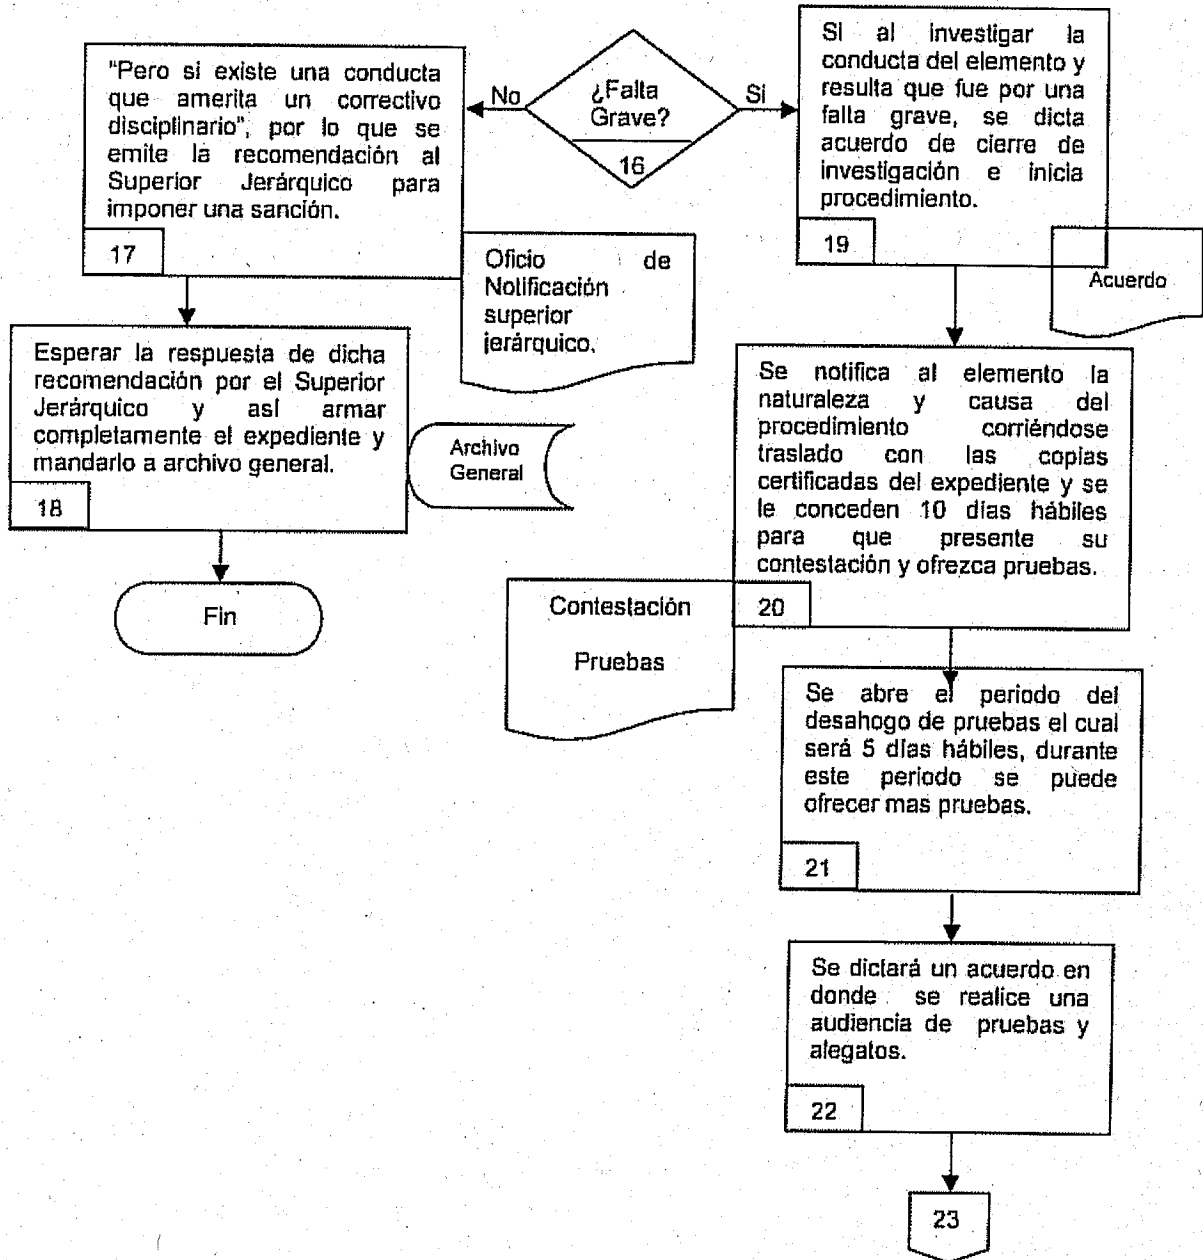 ¿Falta
Grave?
16
No
Si
"Pero si existe una conducta
que amerita un correctivo
disciplinario", por lo que se
emite la recomendación al
Superior Jerárquico para
imponer una sanción.
17
Oficio de
Notificación
superior
jerárquico.
Esperar la respuesta de dicha
recomendación por el Superior
Jerárquico y así armar
completamente el expediente y
mandarlo a archivo general.
18
Archivo
General
Fin
Si al investigar la
conducta del elemento y
resulta que fue por una
falta grave, se dicta
acuerdo de cierre de
investigación e inicia
procedimiento.
19
Acuerdo
Se notifica al elemento la
naturaleza y causa del
procedimiento corriéndose
traslado con las copias
certificadas del expediente y se
le conceden 10 días hábiles
para que presente su
contestación y ofrezca pruebas.
20
Contestación
Pruebas
Se abre el periodo del
desahogo de pruebas el cual
será 5 días hábiles, durante
este periodo se puede
ofrecer mas pruebas.
21
Se dictará un acuerdo en
donde se realice una
audiencia de pruebas y
alegatos.
22
23